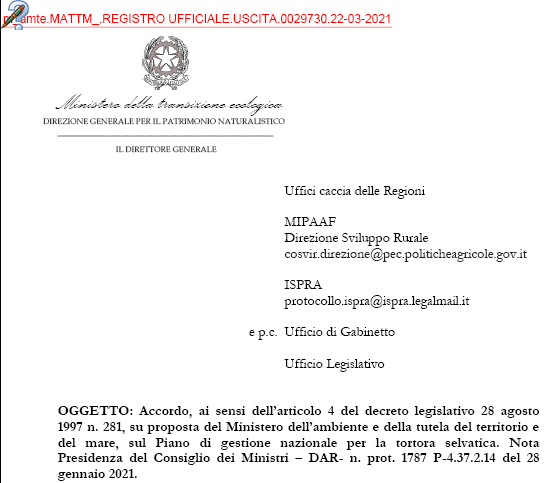 mamte.MATTM_.REGISTRO UFFICIALE.USCITA.0029730.22-03-2021
Ministero della transizione ecologica
DIREZIONE GENERALE PER IL PATRIMONIO NATURALISTICO
IL DIRETTORE GENERALE
Uffici caccia delle Regioni
MIPAAF
Direzione Sviluppo Rurale
cosvir.direzione@pec.politicheagricole.gov.it
ISPRA
protocollo.ispra@ispra.legalmail.it
e p.c. Ufficio di Gabinetto
Ufficio Legislativo
OGGETTO: Accordo, ai sensi dell'articolo 4 del decreto legislativo 28 agosto
1997 n. 281, su proposta del Ministero dell'ambiente e della tutela del territorio e
del mare, sul Piano di gestione nazionale per la tortora selvatica. Nota
Presidenza del Consiglio dei Ministri – DAR- n. prot. 1787 P-4.37.2.14 del 28
gennaio 2021.